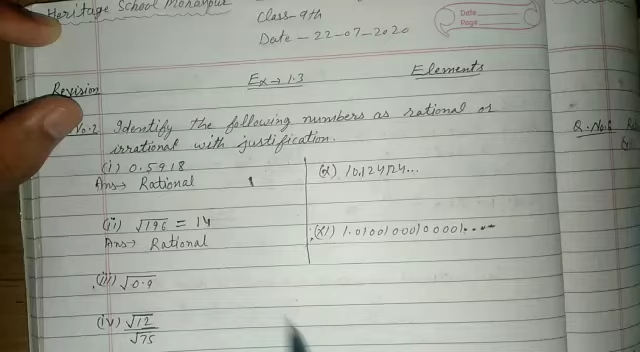 Heritage School Mohanpur
Class-9th
Date
Page
Date - 22-07-2020
Ex → 1.3
Elements
Revision
No.2 Identify the following numbers as rational or
irrational with justification.
(i) 0.5918
Ans→ Rational
(x) 10.124124...
(ii) √196 = 14
Ans→ Rational
(xi) 1.01001000100001....
(iii) √0.9
(iv) √12/√75
Q.No.